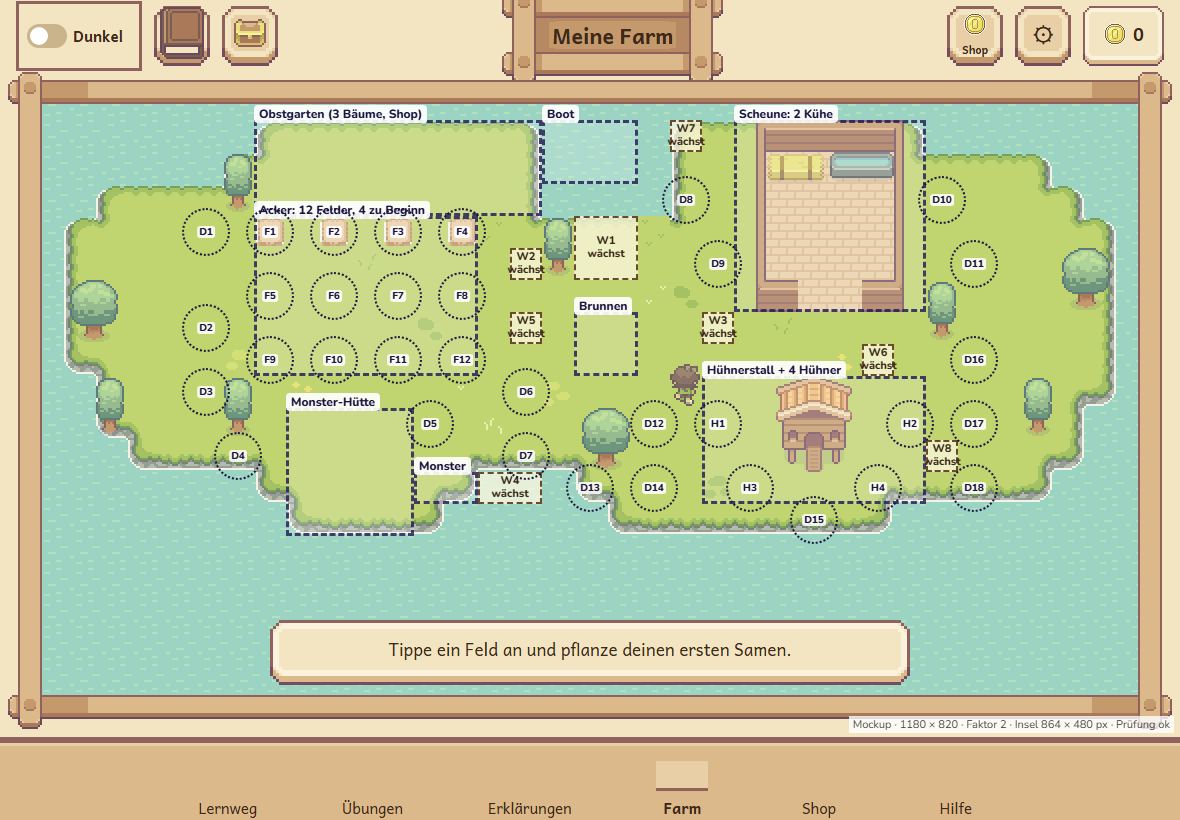 Dunkel
Meine Farm
Shop
0
Obstgarten (3 Bäume, Shop)
Boot
W7
wächst
Scheune: 2 Kühe
D8
D10
Acker: 12 Felder, 4 zu Beginn
D1
F1
F2
F3
F4
W1
wächst
W2
wächst
D9
D11
F5
F6
F7
F8
Brunnen
D2
W5
wächst
W3
wächst
F9
F10
F11
F12
W6
wächst
D16
Hühnerstall + 4 Hühner
D3
D6
Monster-Hütte
D5
D12
H1
H2
D17
D4
D7
W8
wächst
Monster
W4
wächst
D13
D14
H3
H4
D18
D15
Tippe ein Feld an und pflanze deinen ersten Samen.
Mockup · 1180 × 820 · Faktor 2 · Insel 864 × 480 px · Prüfung ok
Lernweg
Übungen
Erklärungen
Farm
Shop
Hilfe